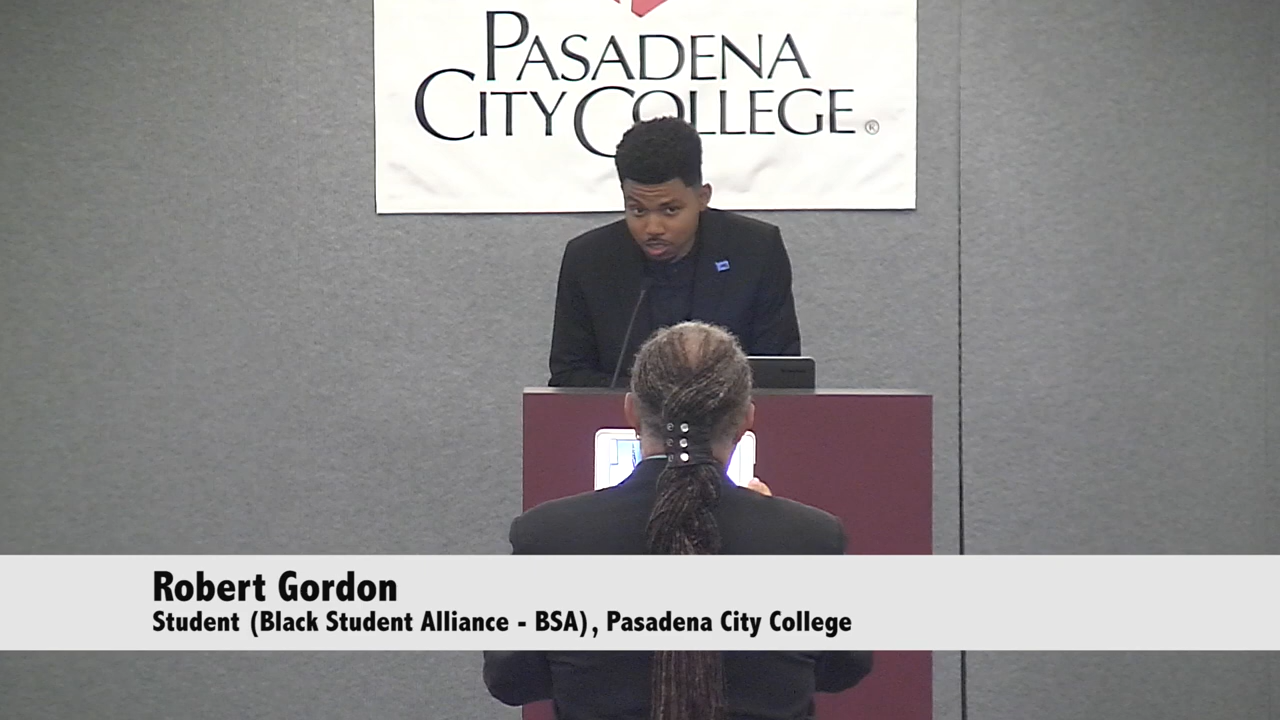 PASADENA
CITY COLLEGE ®
Robert Gordon
Student (Black Student Alliance - BSA), Pasadena City College